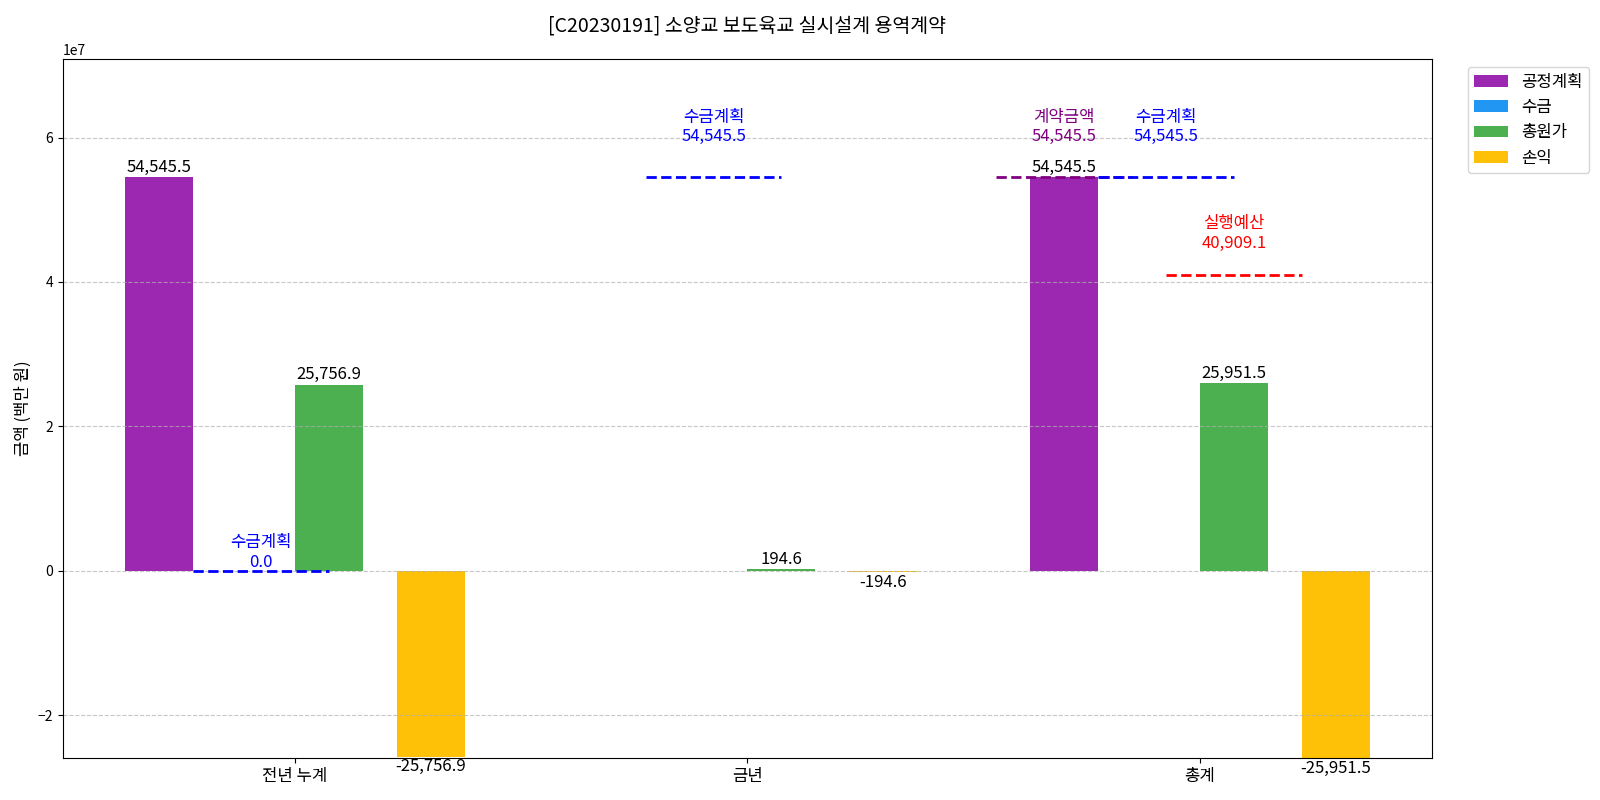 [C20230191] 소양교 보도육교 실시설계 용역계약
1e7
공정계획
수금
총원가
손익
수금계획
54,545.5
계약금액
54,545.5
수금계획
54,545.5
54,545.5
54,545.5
실행예산
40,909.1
25,756.9
25,951.5
수금계획
0.0
194.6
-194.6
-25,756.9
-25,951.5
6
4
2
0
−2
금액 (백만 원)
전년 누계
금년
총계